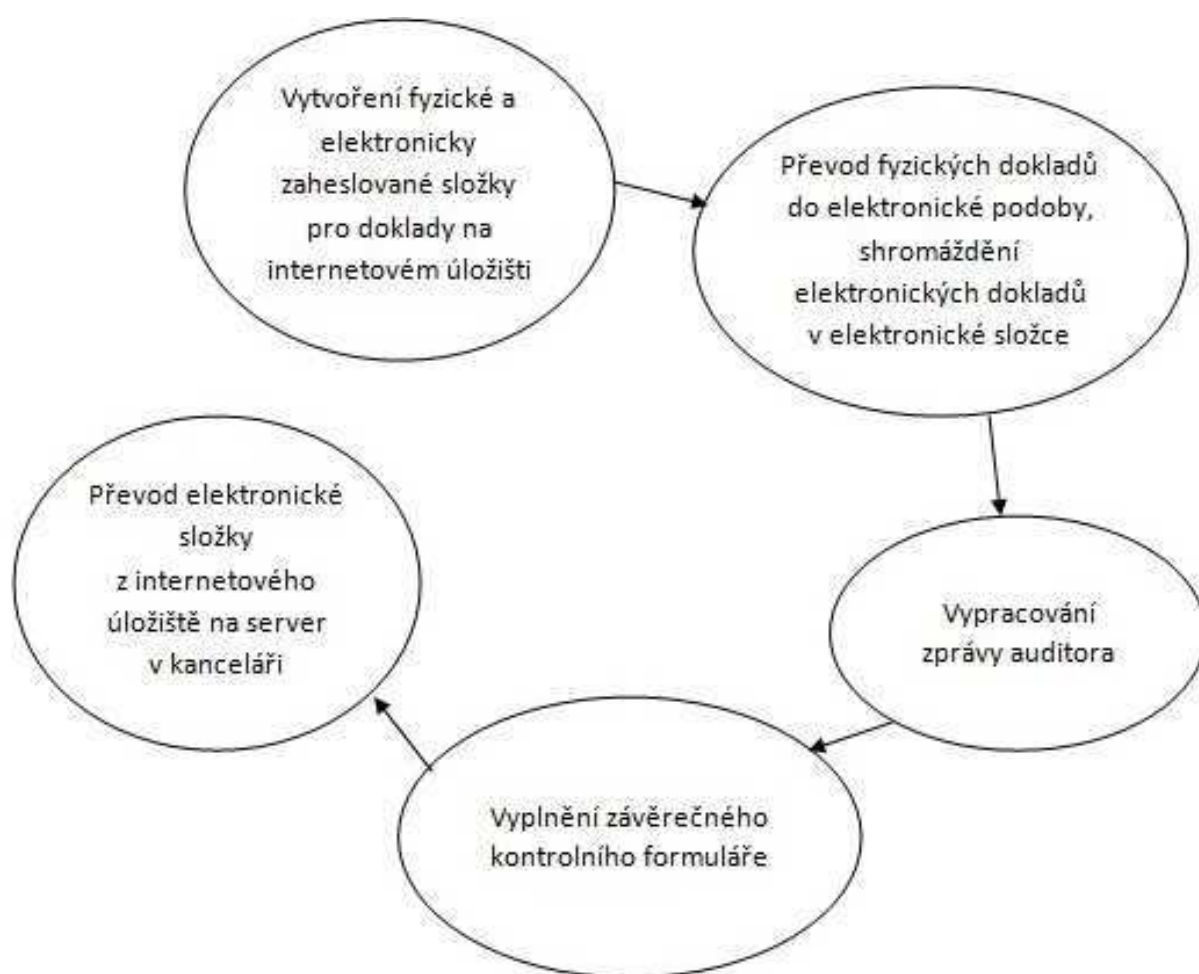 Vytvoření fyzické a
elektronicky
zaheslované složky
pro doklady na
internetovém úložišti
Převod fyzických dokladů
do elektronické podoby,
shromáždění
elektronických dokladů
v elektronické složce
Vypracování
zprávy auditora
Vyplnění závěrečného
kontrolního formuláře
Převod elektronické
složky
z internetového
úložiště na server
v kanceláři